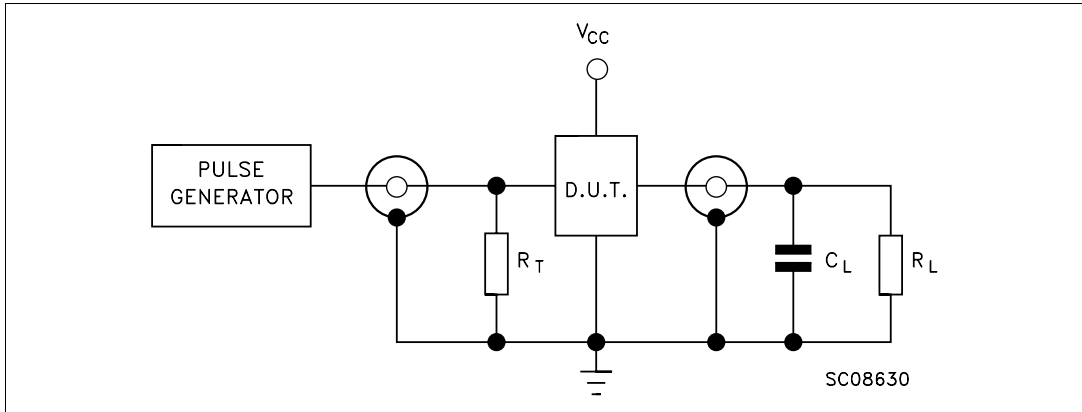 VCC
PULSE
GENERATOR
D.U.T.
RT
CL
RL
SC08630